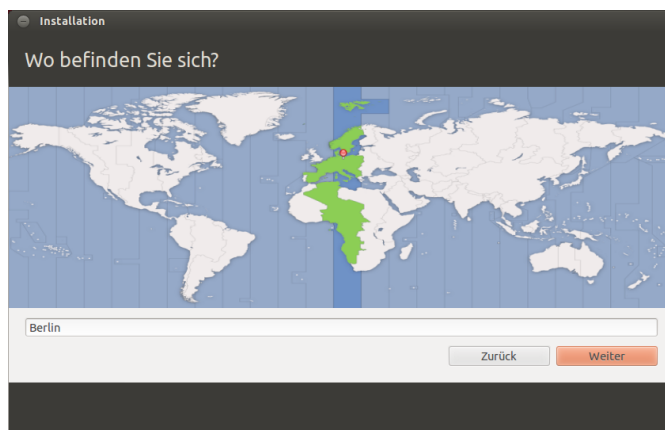 Installation
Wo befinden Sie sich?
Berlin
Zurück
Weiter